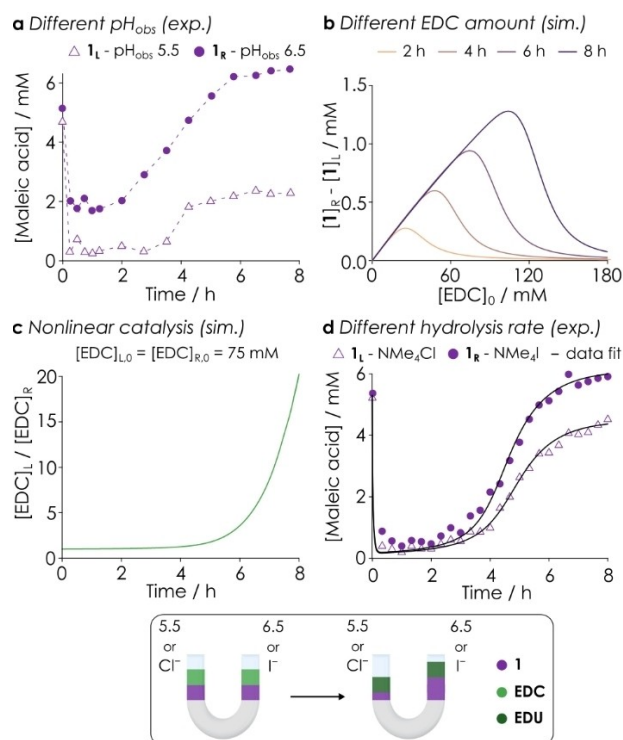 a Different pHobs (exp.)
1L - pHobs 5.5 1R - pHobs 6.5
[Maleic acid] / mM
6
4
2
0
0 2 4 6 8
Time / h
b Different EDC amount (sim.)
2 h 4 h 6 h 8 h
[1]R - [1]L / mM
1.5
1.0
0.5
0.0
0 60 120 180
[EDC]0 / mM
c Nonlinear catalysis (sim.)
[EDC]L,0 = [EDC]R,0 = 75 mM
[EDC]L / [EDC]R
20
15
10
5
0
0 2 4 6 8
Time / h
d Different hydrolysis rate (exp.)
1L - NMe4Cl 1R - NMe4I – data fit
[Maleic acid] / mM
6
4
2
0
0 2 4 6 8
Time / h
5.5 6.5 5.5 6.5
or or or or
Cl⁻ I⁻ Cl⁻ I⁻
1
EDC
EDU